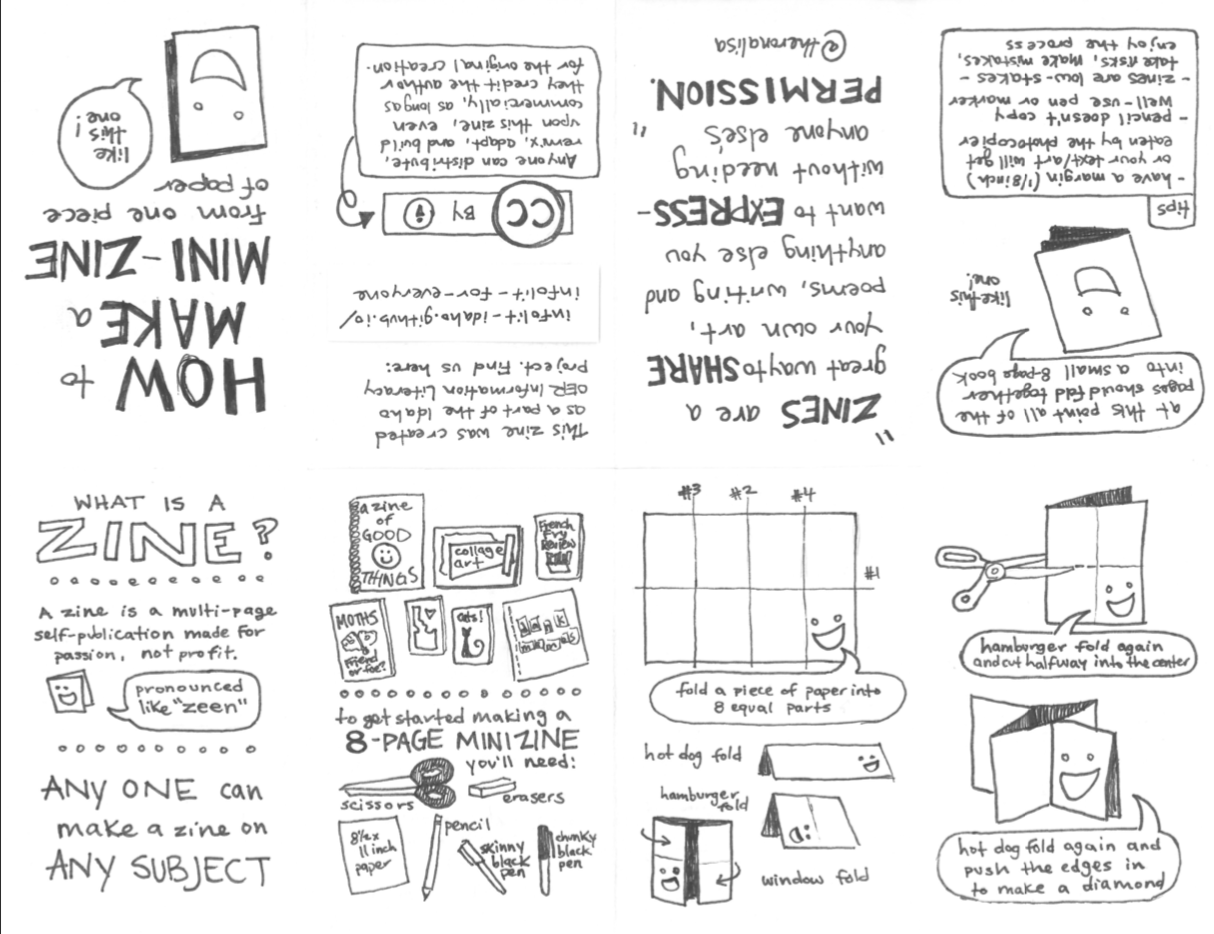 HOW to
MAKE a
MINI-ZINE
from one piece
of paper
like
this
one!
WHAT IS A
ZINE?
A zine is a multi-page
self-publication made for
passion, not profit.
pronounced
like "zeen"
ANY ONE can
make a zine on
ANY SUBJECT
a zine
of
GOOD
THINGS
collage
art
French
Fry
Review
MOTHS
Friend
or foe?
cats!
junk
materials
to get started making a
8-PAGE MINIZINE
you'll need:
scissors
erasers
8½ x
11 inch
paper
pencil
skinny
black
pen
chunky
black
pen
#3 #2 #4
#1
fold a piece of paper into
8 equal parts
hot dog fold
hamburger
fold
window fold
hamburger fold again
and cut halfway into the center
hot dog fold again and
push the edges in
to make a diamond
at this point all of the
pages should fold together
into a small 8-page book
like this
one!
tips
- have a margin (1/8 inch)
or your text/art will get
eaten by the photocopier
- pencil doesn't copy
well - use pen or marker
- zines are low-stakes -
take risks, make mistakes,
enjoy the process
"ZINES are a
great way to SHARE
your own art,
poems, writing and
anything else you
want to EXPRESS-
without needing
anyone else's
PERMISSION."
@theronalisa
This zine was created
as a part of the Idaho
OER Information Literacy
Project. Find us here:
infolit-idaho.github.io/
infolit-for-everyone
CC BY
Anyone can distribute,
remix, adapt, and build
upon this zine, even
commercially, as long as
they credit the author
for the original creation.